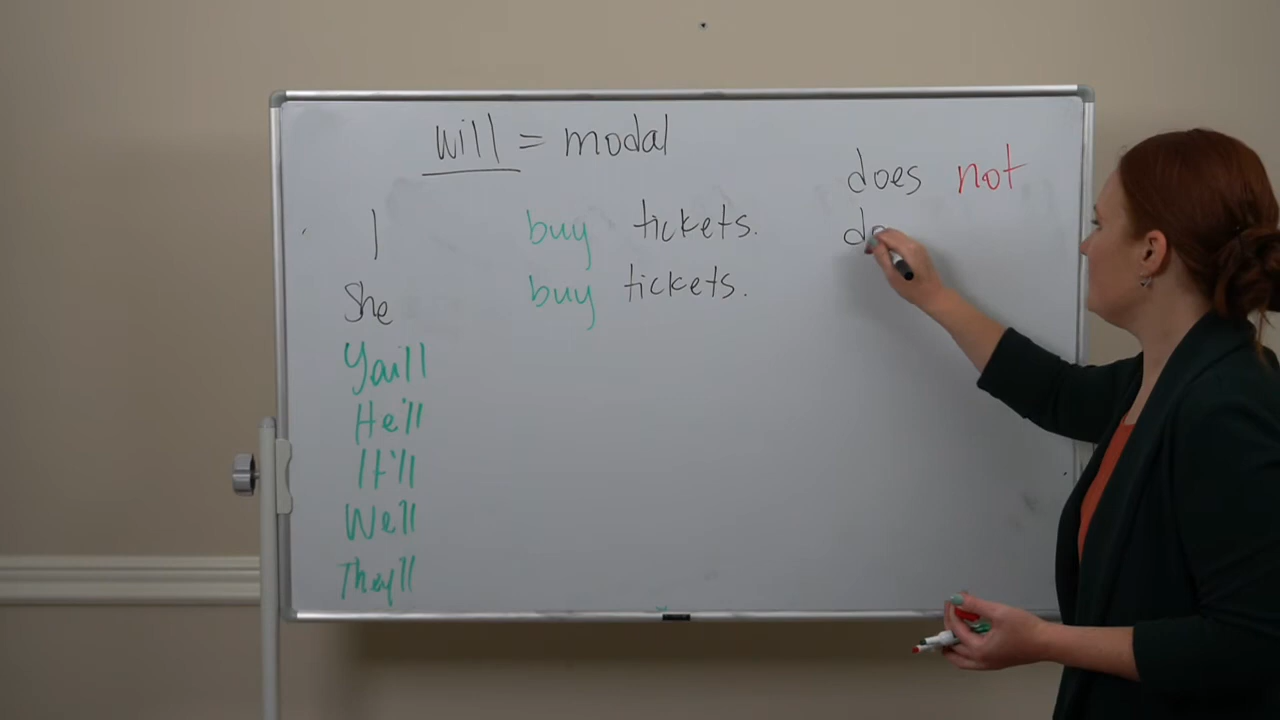 will = modal
I buy tickets.
She buy tickets.
You'll
He'll
It'll
We'll
They'll
does not
do